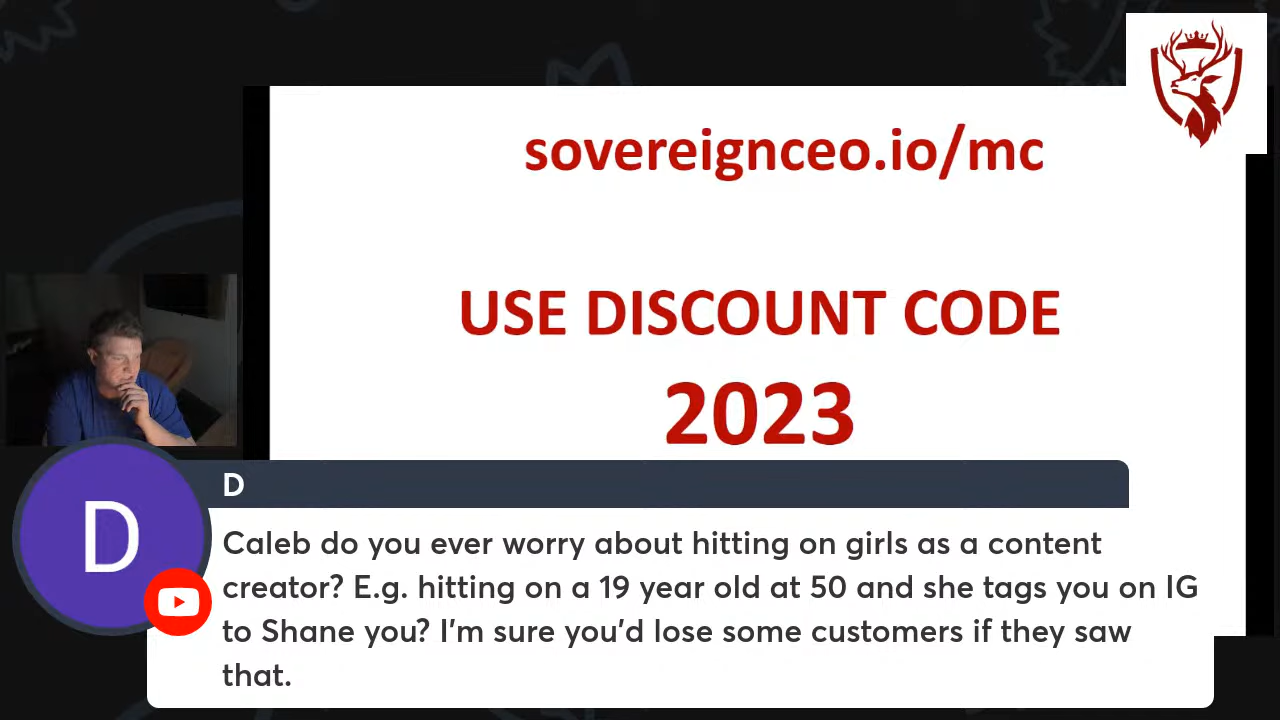 sovereignceo.io/mc
USE DISCOUNT CODE
2023
D
D
Caleb do you ever worry about hitting on girls as a content
creator? E.g. hitting on a 19 year old at 50 and she tags you on IG
to Shane you? I'm sure you'd lose some customers if they saw
that.